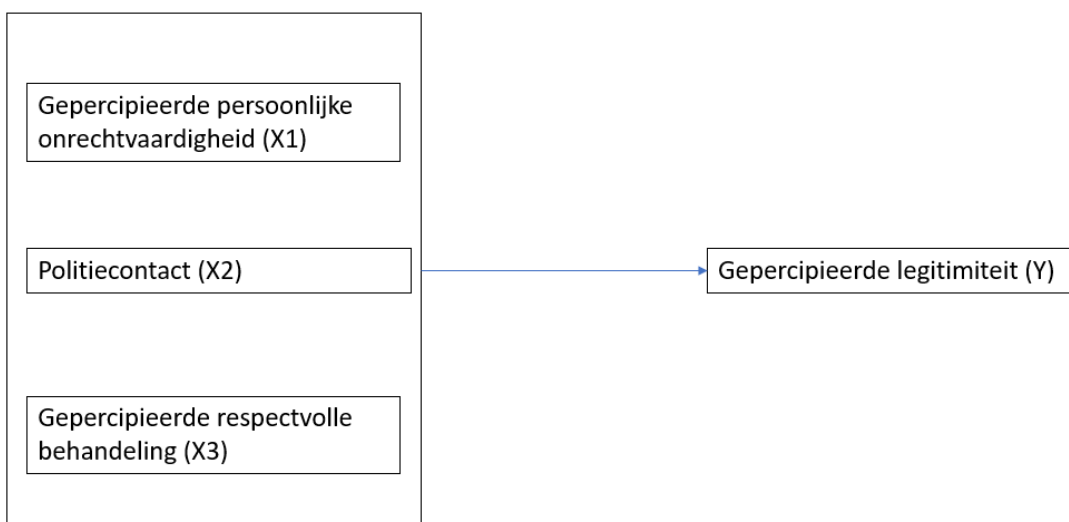 Gepercipieerde persoonlijke
onrechtvaardigheid (X1)
Politiecontact (X2)
Gepercipieerde legitimiteit (Y)
Gepercipieerde respectvolle
behandeling (X3)